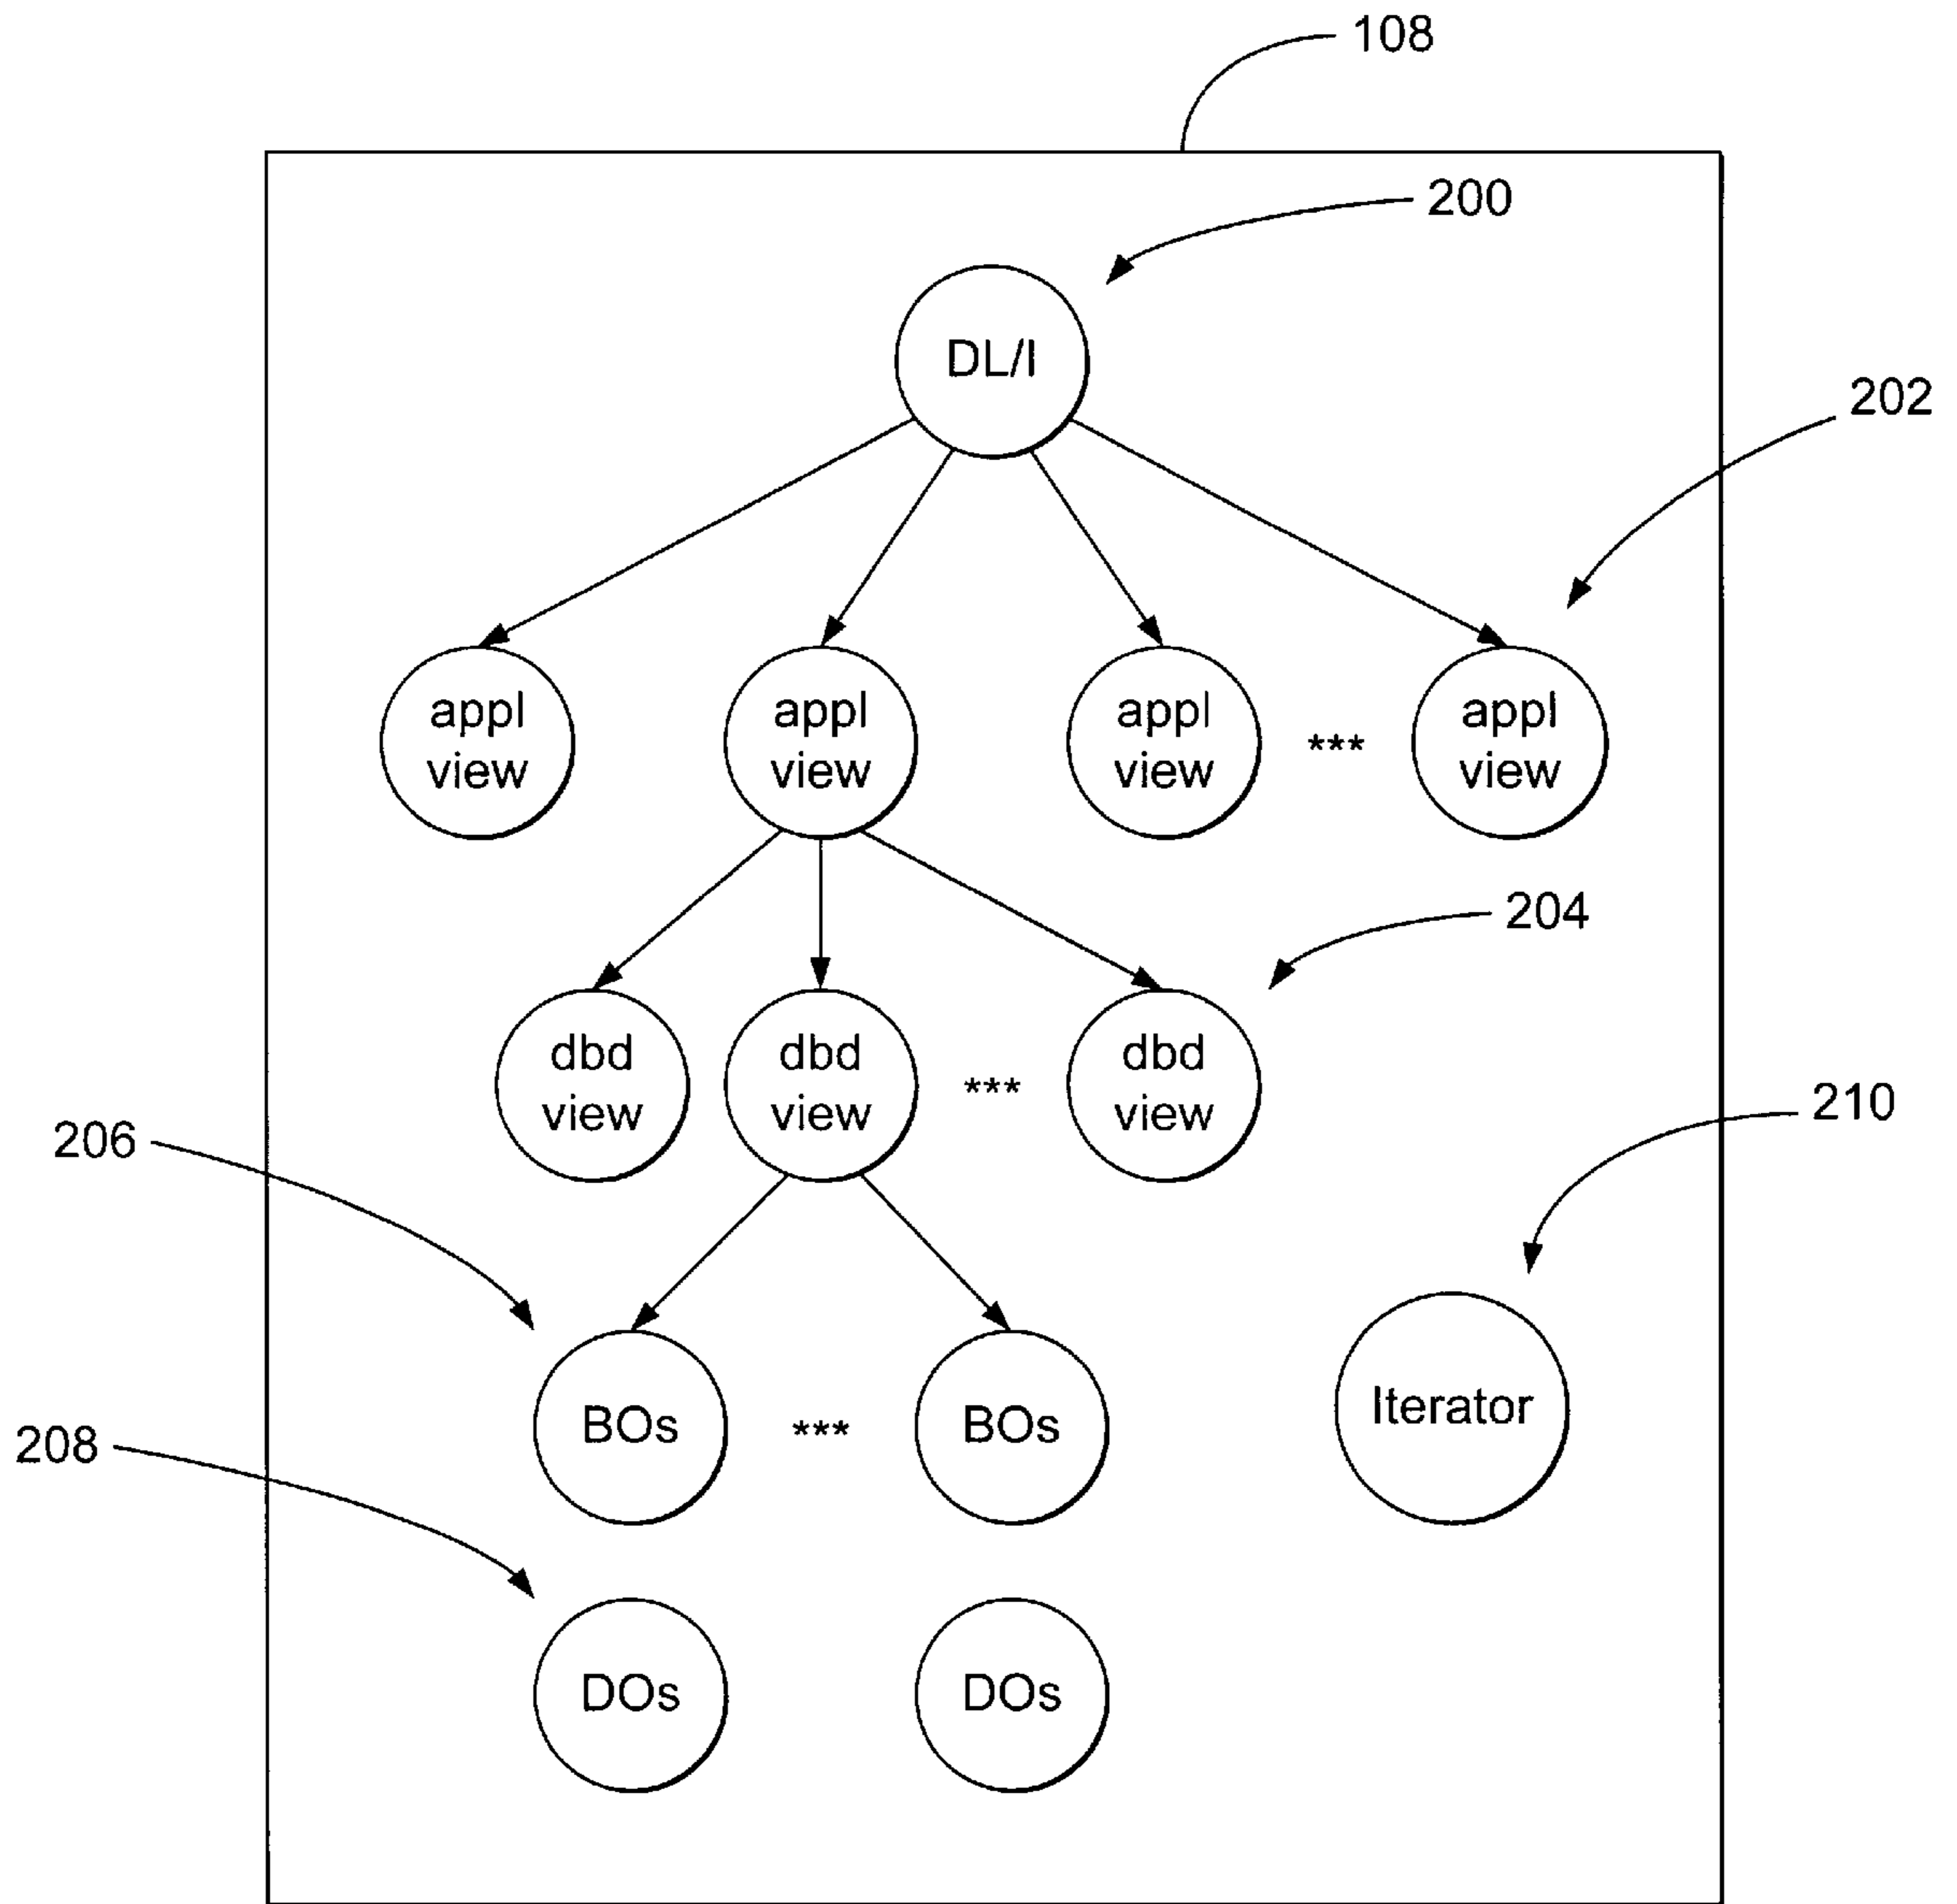 108
200
DL/I
202
appl
view
appl
view
appl
view
***
appl
view
204
dbd
view
dbd
view
***
dbd
view
206
210
BOs
***
BOs
Iterator
208
DOs
DOs